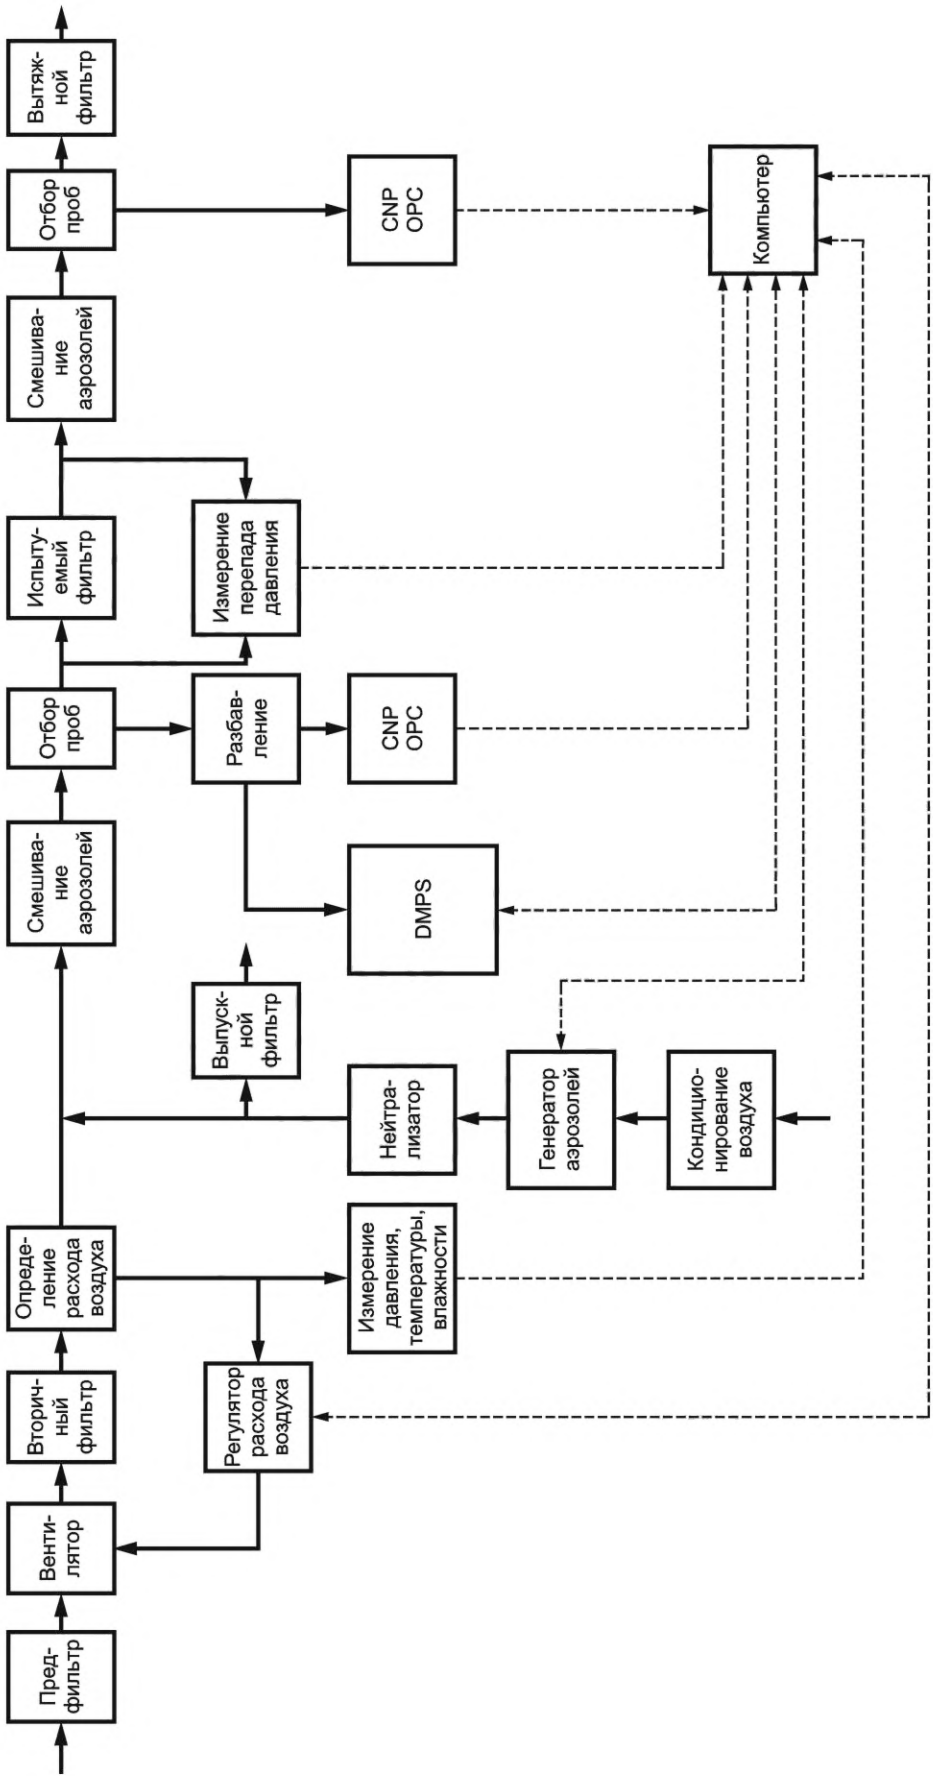 Пред-
фильтр
Венти-
лятор
Вторич-
ный
фильтр
Опреде-
ление
расхода
воздуха
Смешива-
ние
аэрозолей
Отбор
проб
Испыту-
емый
фильтр
Смешива-
ние
аэрозолей
Отбор
проб
Вытяж-
ной
фильтр
Регулятор
расхода
воздуха
Выпуск-
ной
фильтр
Разбав-
ление
Измерение
перепада
давления
Измерение
давления,
температуры,
влажности
Нейтра-
лизатор
DMPS
CNP
OPC
CNP
OPC
Генератор
аэрозолей
Кондицио-
нирование
воздуха
Компьютер